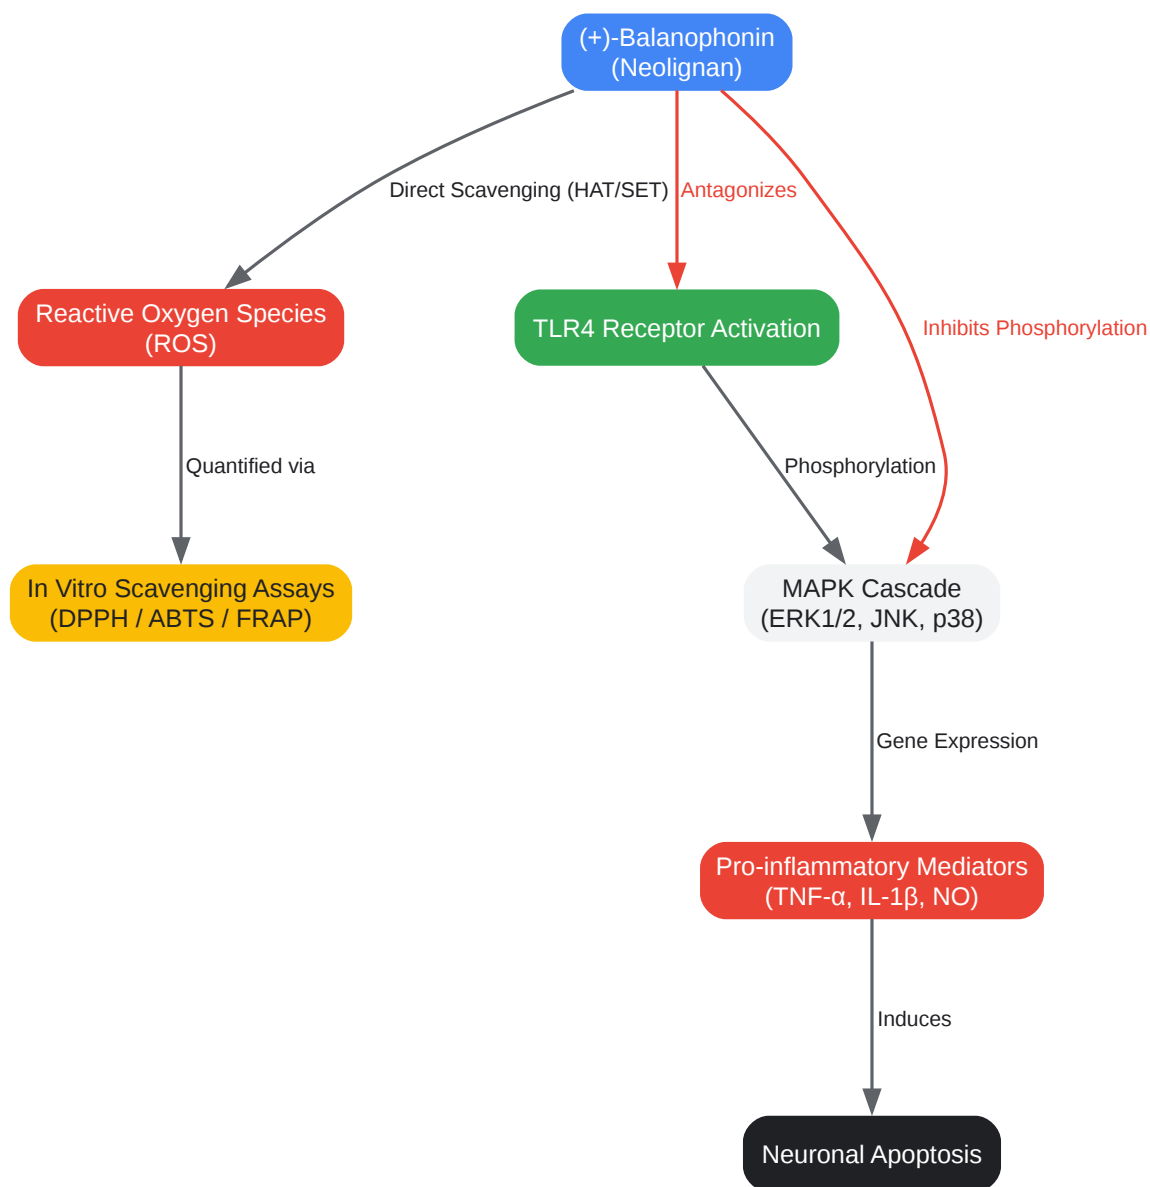 (+)-Balanophonin
(Neolignan)
Direct Scavenging (HAT/SET)
Antagonizes
Reactive Oxygen Species
(ROS)
TLR4 Receptor Activation
Inhibits Phosphorylation
Quantified via
Phosphorylation
In Vitro Scavenging Assays
(DPPH / ABTS / FRAP)
MAPK Cascade
(ERK1/2, JNK, p38)
Gene Expression
Pro-inflammatory Mediators
(TNF-α, IL-1β, NO)
Induces
Neuronal Apoptosis